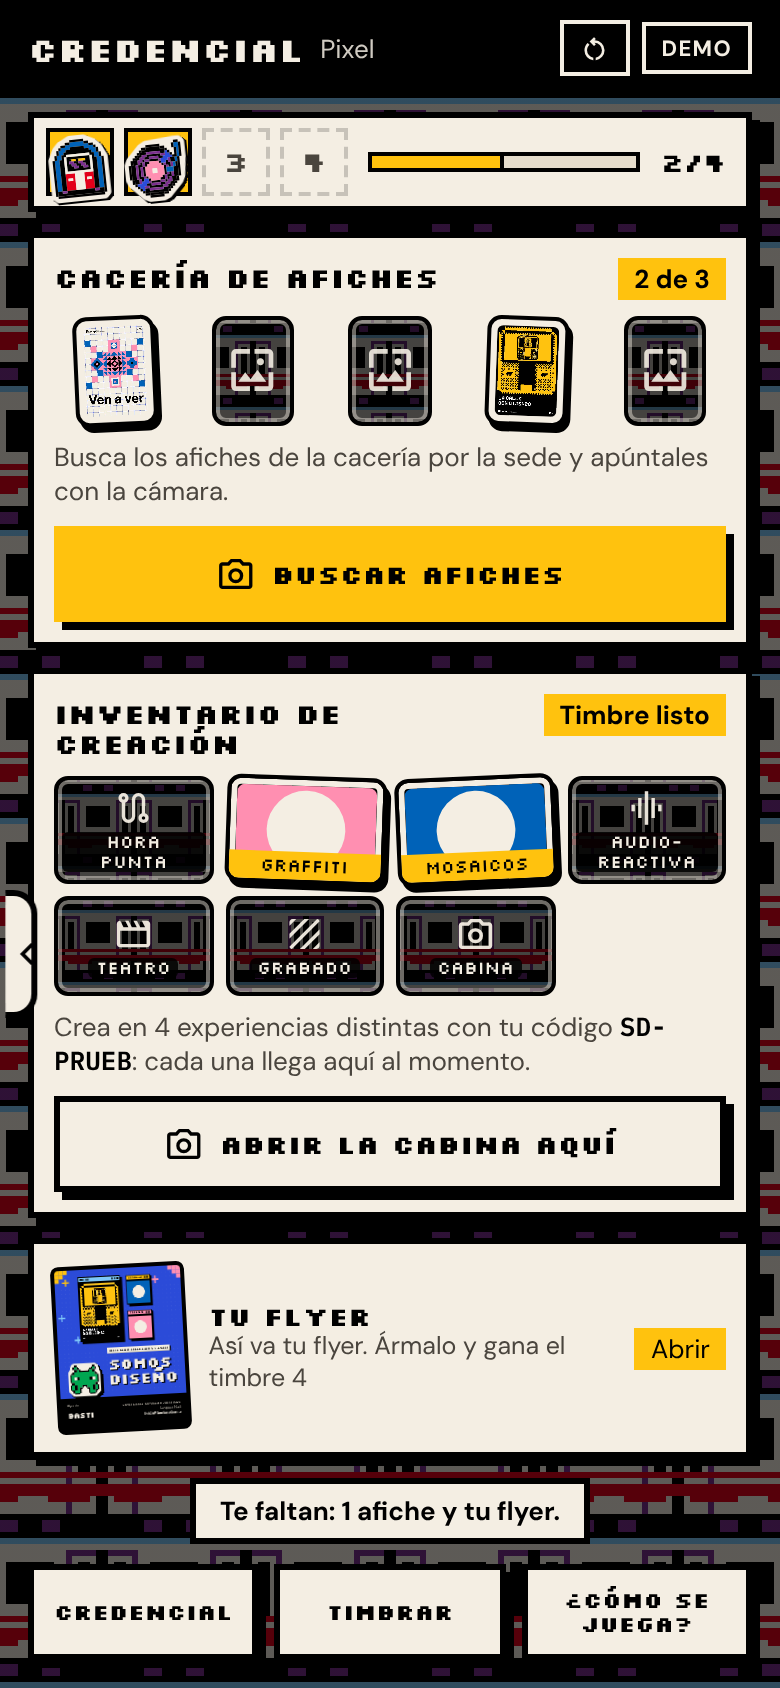 CREDENCIAL Pixel
DEMO
3 4 2/4
CACERÍA DE AFICHES
2 de 3
Ven a ver
Busca los afiches de la cacería por la sede y apúntales
con la cámara.
BUSCAR AFICHES
INVENTARIO DE
CREACIÓN
Timbre listo
HORA
PUNTA
GRAFFITI
MOSAICOS
AUDIO-
REACTIVA
TEATRO
GRABADO
CABINA
Crea en 4 experiencias distintas con tu código SD-
PRUEB: cada una llega aquí al momento.
ABRIR LA CABINA AQUÍ
SOMOS
DISEÑO
BASTI
TU FLYER
Así va tu flyer. Ármalo y gana el
timbre 4
Abrir
Te faltan: 1 afiche y tu flyer.
CREDENCIAL
TIMBRAR
¿CÓMO SE
JUEGA?